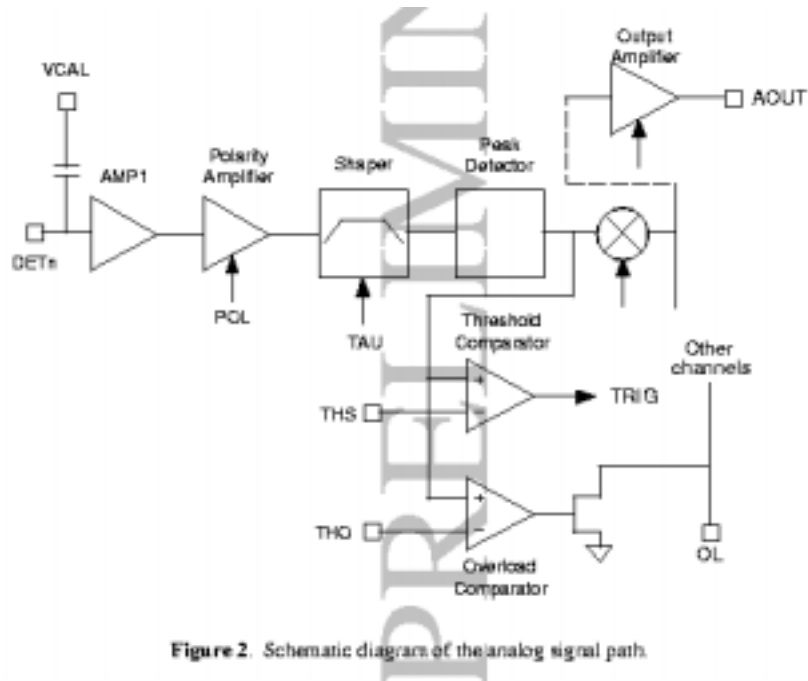 VCAL
DETn
AMP1
Polarity
Amplifier
POL
Shaper
TAU
Peak
Detector
Output
Amplifier
AOUT
Threshold
Comparator
THS
TRIG
Other
channels
THO
Overload
Comparator
OL
PRELIMIN
Figure 2. Schematic diagram of the analog signal path.